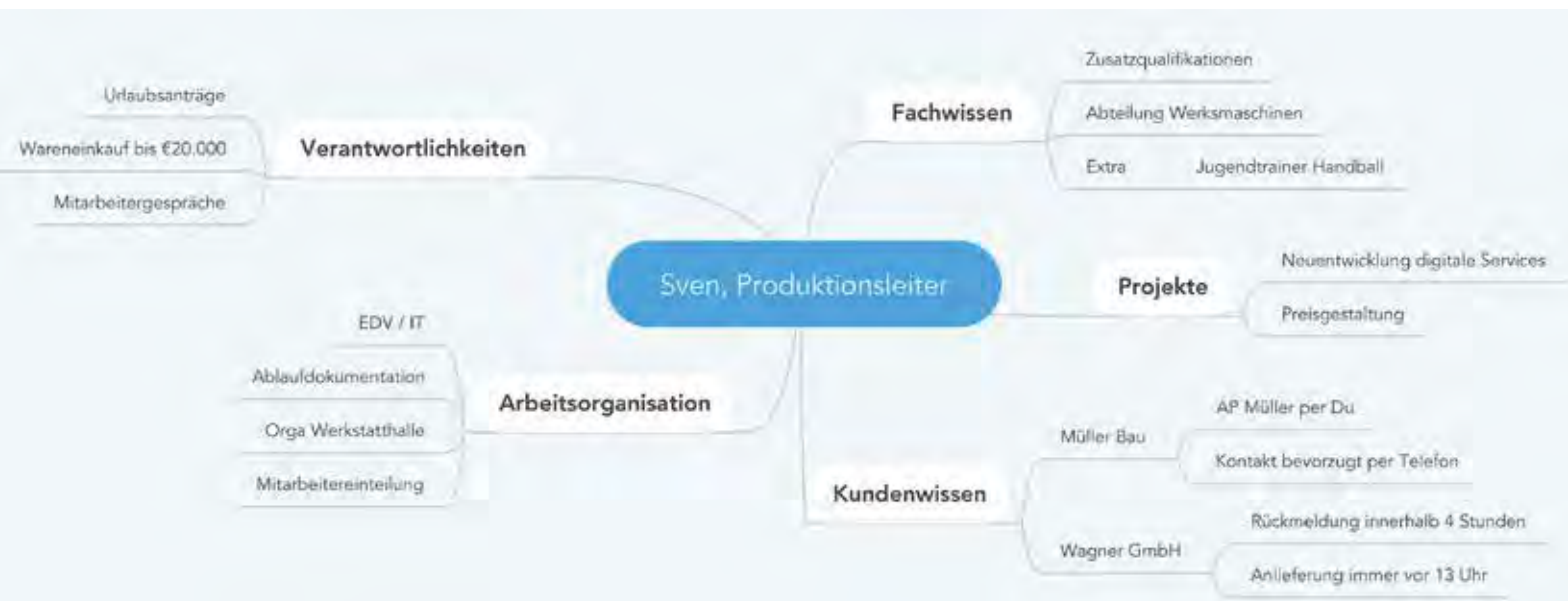 Sven, Produktionsleiter
Verantwortlichkeiten
Urlaubsanträge
Wareneinkauf bis €20.000
Mitarbeitergespräche
Arbeitsorganisation
EDV / IT
Ablaufdokumentation
Orga Werkstatthalle
Mitarbeitereinteilung
Fachwissen
Zusatzqualifikationen
Abteilung Werksmaschinen
Extra Jugendtrainer Handball
Projekte
Neuentwicklung digitale Services
Preisgestaltung
Kundenwissen
Müller Bau
AP Müller per Du
Kontakt bevorzugt per Telefon
Wagner GmbH
Rückmeldung innerhalb 4 Stunden
Anlieferung immer vor 13 Uhr